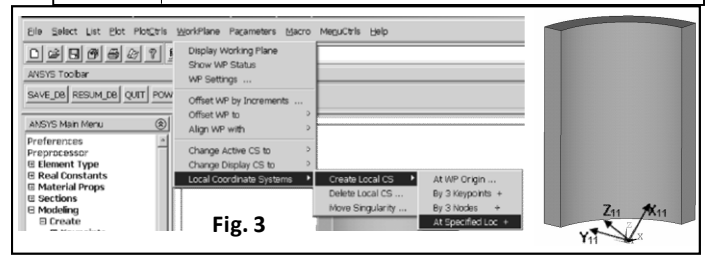 File Select List Plot PlotCtrls WorkPlane Parameters Macro MenuCtrls Help
ANSYS Toolbar
SAVE_DB RESUM_DB QUIT POW
ANSYS Main Menu
Preferences
Preprocessor
Element Type
Real Constants
Material Props
Sections
Modeling
Create
Display Working Plane
Show WP Status
WP Settings ...
Offset WP by Increments ...
Offset WP to
Align WP with
Change Active CS to
Change Display CS to
Local Coordinate Systems
Create Local CS
Delete Local CS ...
Move Singularity ...
At WP Origin ...
By 3 Keypoints +
By 3 Nodes +
At Specified Loc +
Fig. 3
Z11
X11
Y11
X